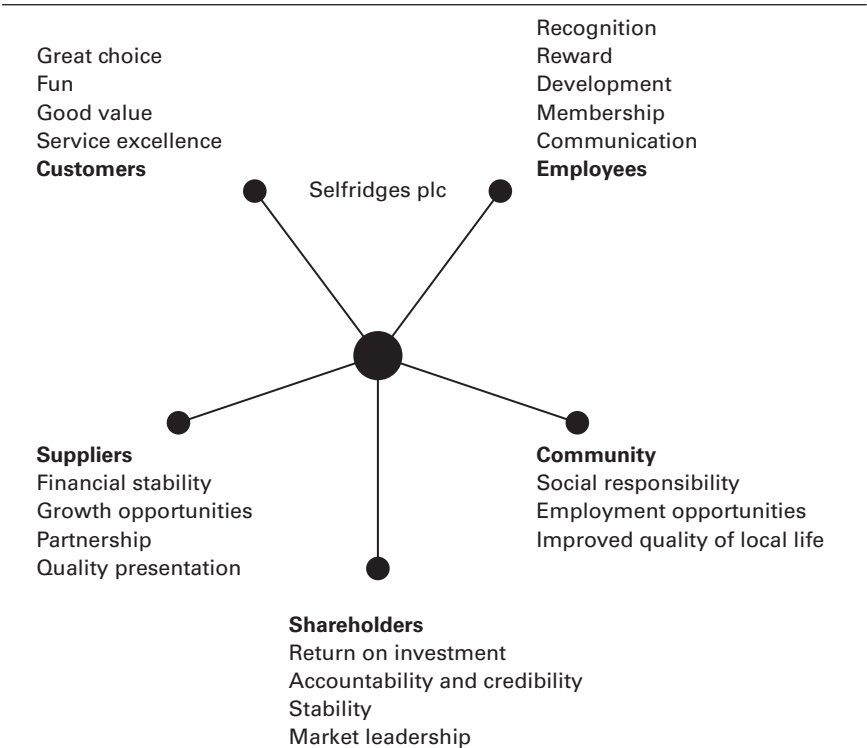 Great choice
Fun
Good value
Service excellence
Customers
Recognition
Reward
Development
Membership
Communication
Employees
Selfridges plc
Suppliers
Financial stability
Growth opportunities
Partnership
Quality presentation
Community
Social responsibility
Employment opportunities
Improved quality of local life
Shareholders
Return on investment
Accountability and credibility
Stability
Market leadership